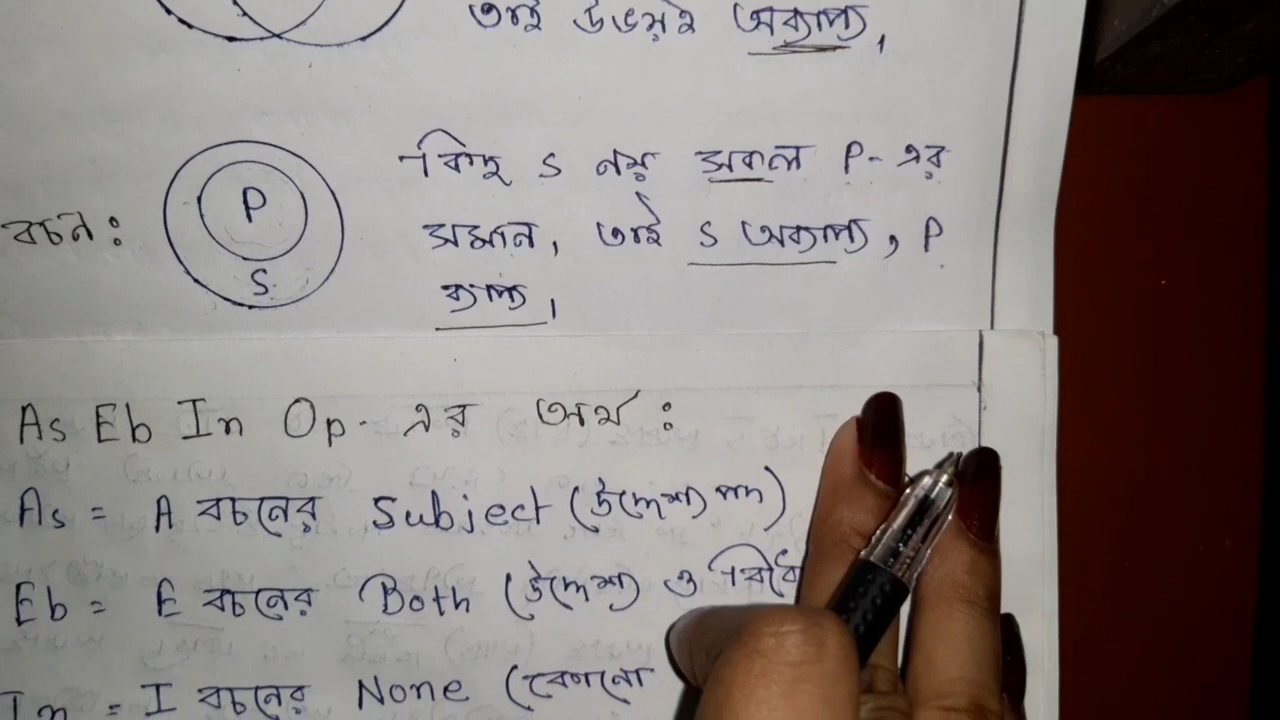 তাই উভয়ই অব্যাপ্য,
কিছু S নয় সকল P-এর
বচন: P সমান, তাই S অব্যাপ্য, P
S ব্যাপ্য,
As Eb In Op-এর অর্থ:
As = A বচনের Subject (উদ্দেশ্য পদ)
Eb = E বচনের Both (উদ্দেশ্য ও বিধে
In = I বচনের None (কোনো